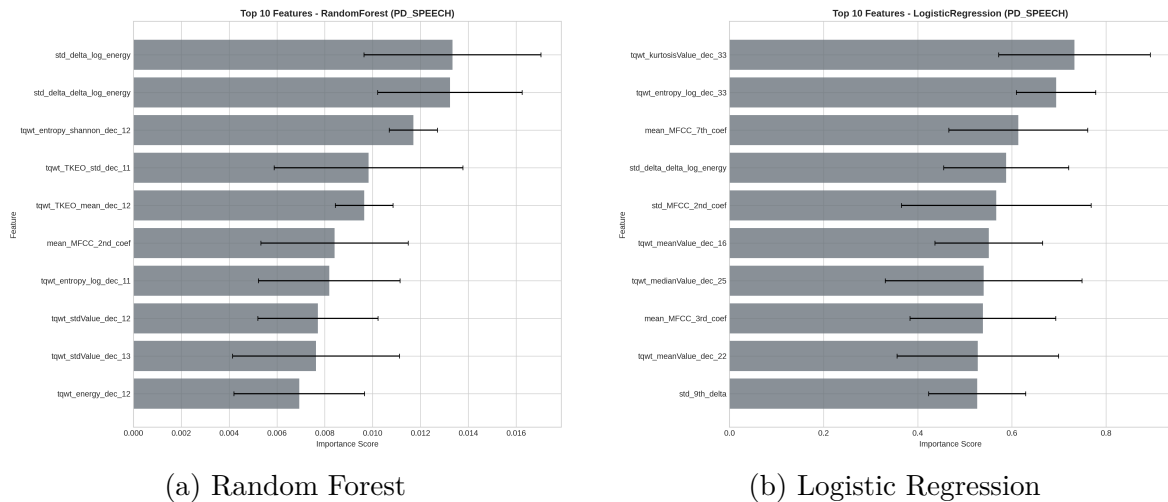 Top 10 Features - RandomForest (PD_SPEECH)
Feature
std_delta_log_energy
std_delta_delta_log_energy
tqwt_entropy_shannon_dec_12
tqwt_TKEO_std_dec_11
tqwt_TKEO_mean_dec_12
mean_MFCC_2nd_coef
tqwt_entropy_log_dec_11
tqwt_stdValue_dec_12
tqwt_stdValue_dec_13
tqwt_energy_dec_12
0.000 0.002 0.004 0.006 0.008 0.010 0.012 0.014 0.016
Importance Score
(a) Random Forest
Top 10 Features - LogisticRegression (PD_SPEECH)
Feature
tqwt_kurtosisValue_dec_33
tqwt_entropy_log_dec_33
mean_MFCC_7th_coef
std_delta_delta_log_energy
std_MFCC_2nd_coef
tqwt_meanValue_dec_16
tqwt_medianValue_dec_25
mean_MFCC_3rd_coef
tqwt_meanValue_dec_22
std_9th_delta
0.0 0.2 0.4 0.6 0.8
Importance Score
(b) Logistic Regression